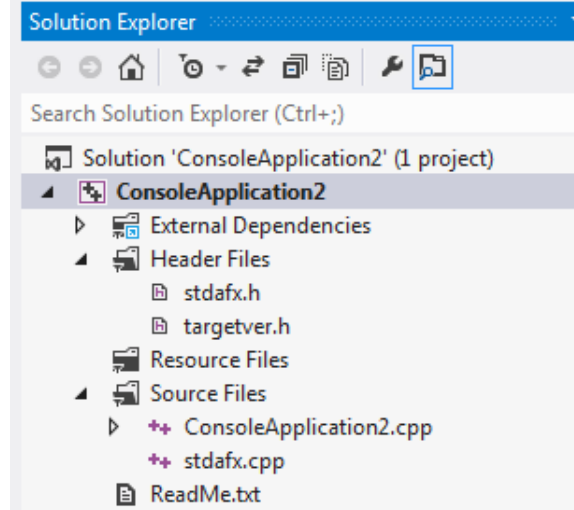 Solution Explorer
Search Solution Explorer (Ctrl+;)
Solution 'ConsoleApplication2' (1 project)
ConsoleApplication2
External Dependencies
Header Files
stdafx.h
targetver.h
Resource Files
Source Files
ConsoleApplication2.cpp
stdafx.cpp
ReadMe.txt